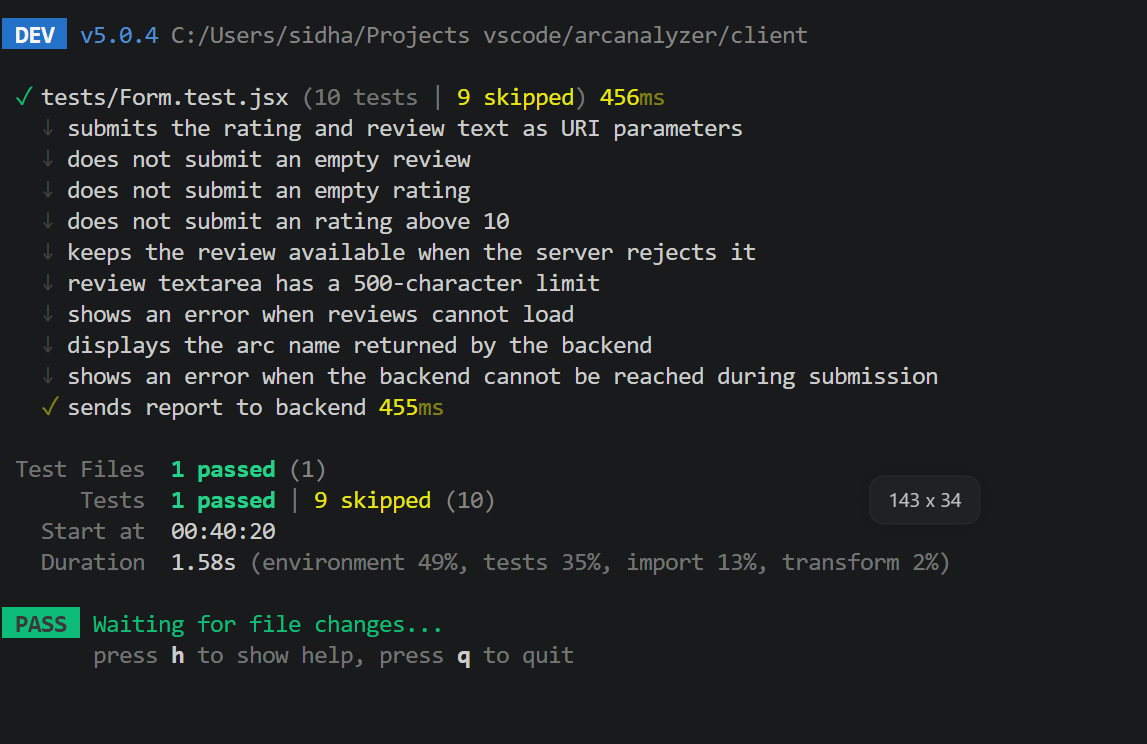 DEV v5.0.4 C:/Users/sidha/Projects vscode/arcanalyzer/client
✓ tests/Form.test.jsx (10 tests | 9 skipped) 456ms
↓ submits the rating and review text as URI parameters
↓ does not submit an empty review
↓ does not submit an empty rating
↓ does not submit an rating above 10
↓ keeps the review available when the server rejects it
↓ review textarea has a 500-character limit
↓ shows an error when reviews cannot load
↓ displays the arc name returned by the backend
↓ shows an error when the backend cannot be reached during submission
✓ sends report to backend 455ms
Test Files 1 passed (1)
Tests 1 passed | 9 skipped (10)
143 x 34
Start at 00:40:20
Duration 1.58s (environment 49%, tests 35%, import 13%, transform 2%)
PASS Waiting for file changes...
press h to show help, press q to quit